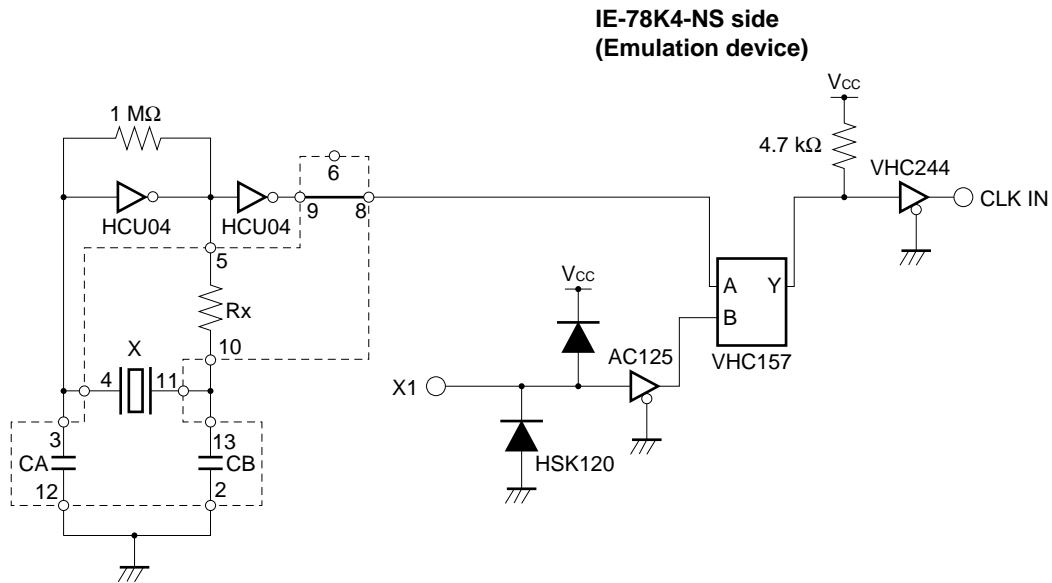 IE-78K4-NS side
(Emulation device)
VCC
1 MΩ
4.7 kΩ
VHC244
6
HCU04
HCU04
9
8
CLK IN
5
VCC
A
Y
Rx
B
X
10
AC125
VHC157
4
11
X1
3
13
CA
CB
HSK120
12
2